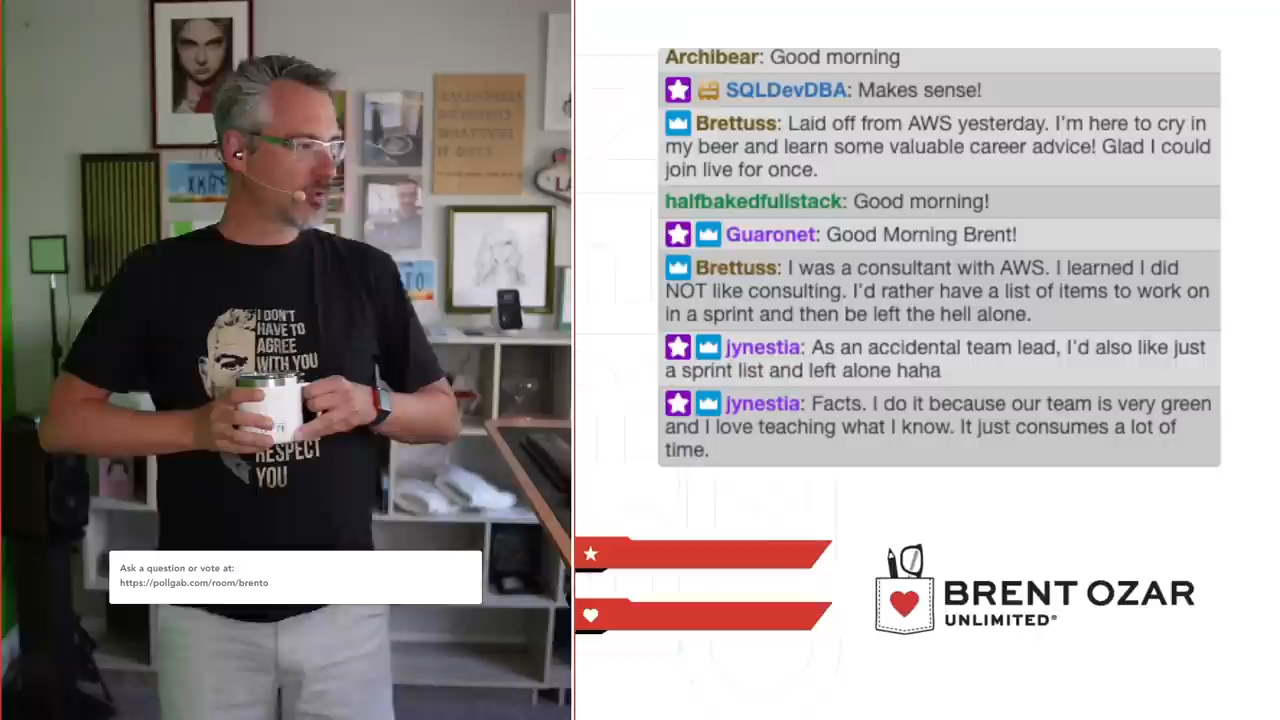 I DON'T
HAVE TO
AGREE
WITH YOU
RESPECT
YOU
Ask a question or vote at:
https://pollgab.com/room/brento
Archibear: Good morning
SQLDevDBA: Makes sense!
Brettuss: Laid off from AWS yesterday. I'm here to cry in
my beer and learn some valuable career advice! Glad I could
join live for once.
halfbakedfullstack: Good morning!
Guaronet: Good Morning Brent!
Brettuss: I was a consultant with AWS. I learned I did
NOT like consulting. I'd rather have a list of items to work on
in a sprint and then be left the hell alone.
jynestia: As an accidental team lead, I'd also like just
a sprint list and left alone haha
jynestia: Facts. I do it because our team is very green
and I love teaching what I know. It just consumes a lot of
time.
BRENT OZAR
UNLIMITED®